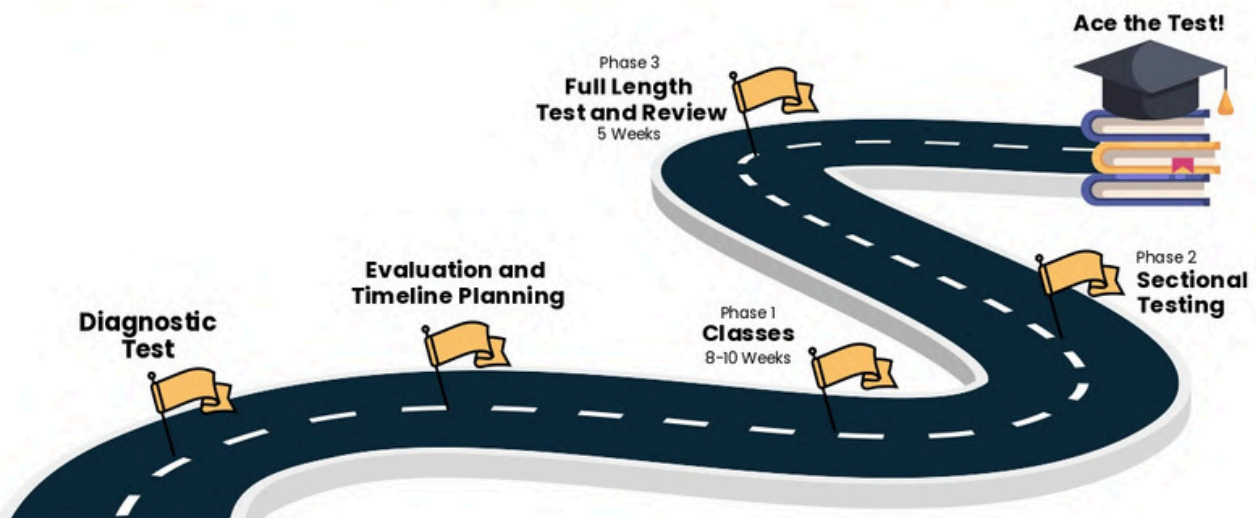 Diagnostic
Test
Evaluation and
Timeline Planning
Phase 1
Classes
8-10 Weeks
Phase 2
Sectional
Testing
Phase 3
Full Length
Test and Review
5 Weeks
Ace the Test!